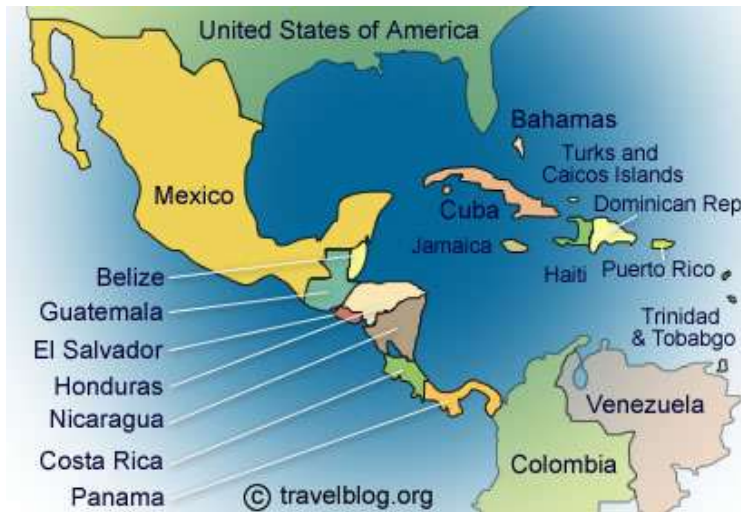 United States of America
Bahamas
Turks and
Caicos Islands
Mexico
Cuba
Dominican Rep
Jamaica
Haiti
Puerto Rico
Belize
Guatemala
El Salvador
Honduras
Nicaragua
Costa Rica
Panama
Trinidad
& Tobabgo
Venezuela
Colombia
© travelblog.org